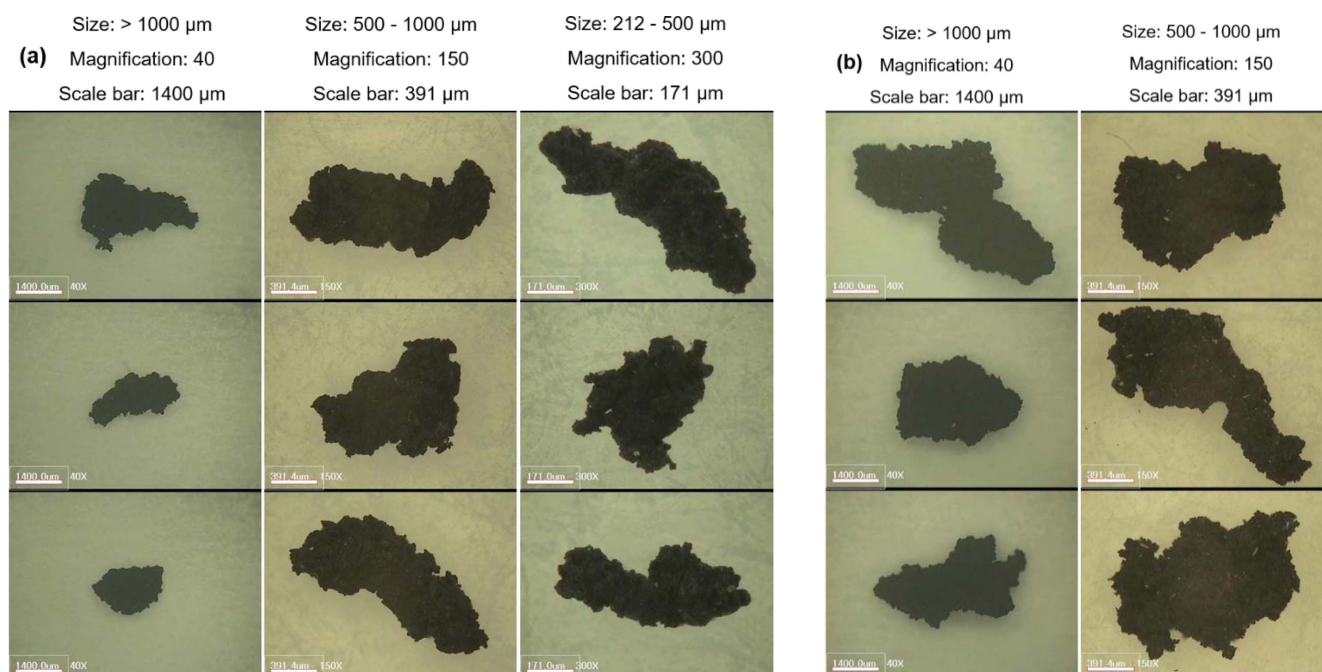 (a)
Size: > 1000 µm
Magnification: 40
Scale bar: 1400 µm
Size: 500 - 1000 µm
Magnification: 150
Scale bar: 391 µm
Size: 212 - 500 µm
Magnification: 300
Scale bar: 171 µm
1400.0um 40X
391.4um 150X
171.0um 300X
1400.0um 40X
391.4um 150X
171.0um 300X
1400.0um 40X
391.4um 150X
171.0um 300X
(b)
Size: > 1000 µm
Magnification: 40
Scale bar: 1400 µm
Size: 500 - 1000 µm
Magnification: 150
Scale bar: 391 µm
1400.0um 40X
391.4um 150X
1400.0um 40X
391.4um 150X
1400.0um 40X
391.4um 150X